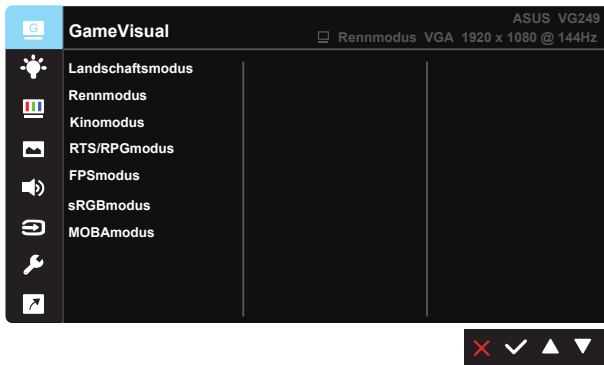 ASUS VG249
G GameVisual
Rennmodus VGA 1920 x 1080 @ 144Hz
Landschaftsmodus
Rennmodus
Kinomodus
RTS/RPGmodus
FPSmodus
sRGBmodus
MOBAmodus